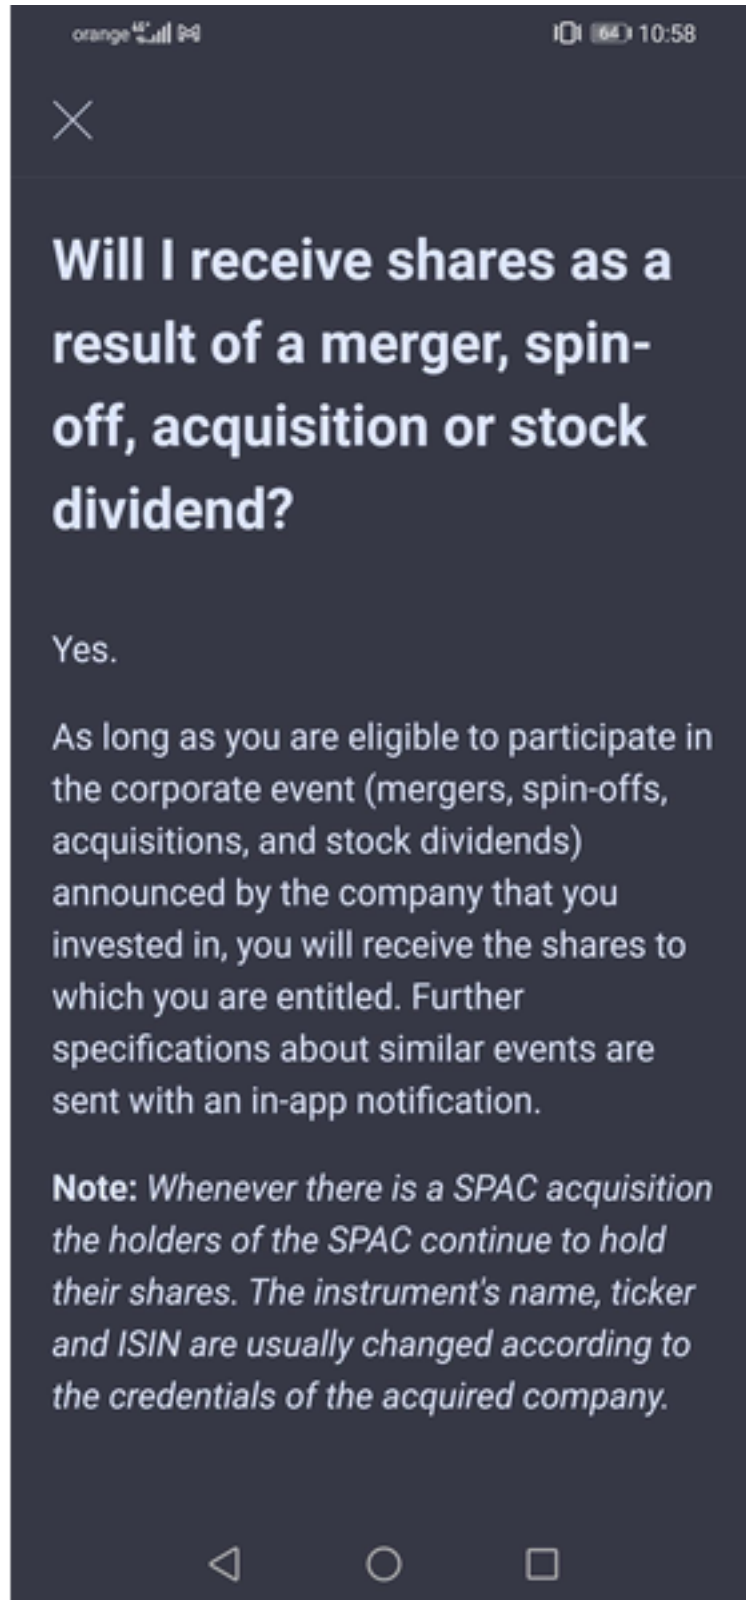 orange 4G 64 10:58
Will I receive shares as a
result of a merger, spin-
off, acquisition or stock
dividend?
Yes.
As long as you are eligible to participate in
the corporate event (mergers, spin-offs,
acquisitions, and stock dividends)
announced by the company that you
invested in, you will receive the shares to
which you are entitled. Further
specifications about similar events are
sent with an in-app notification.
Note: Whenever there is a SPAC acquisition
the holders of the SPAC continue to hold
their shares. The instrument's name, ticker
and ISIN are usually changed according to
the credentials of the acquired company.